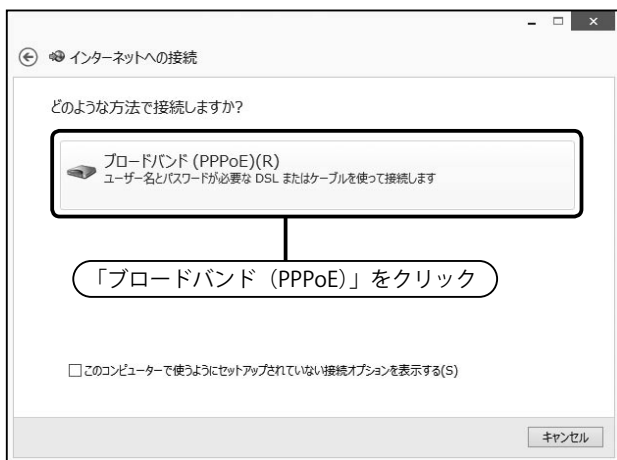 インターネットへの接続
どのような方法で接続しますか?
ブロードバンド (PPPoE)(R)
ユーザー名とパスワードが必要な DSL またはケーブルを使って接続します
「ブロードバンド（PPPoE）」をクリック
このコンピューターで使うようにセットアップされていない接続オプションを表示する(S)
キャンセル